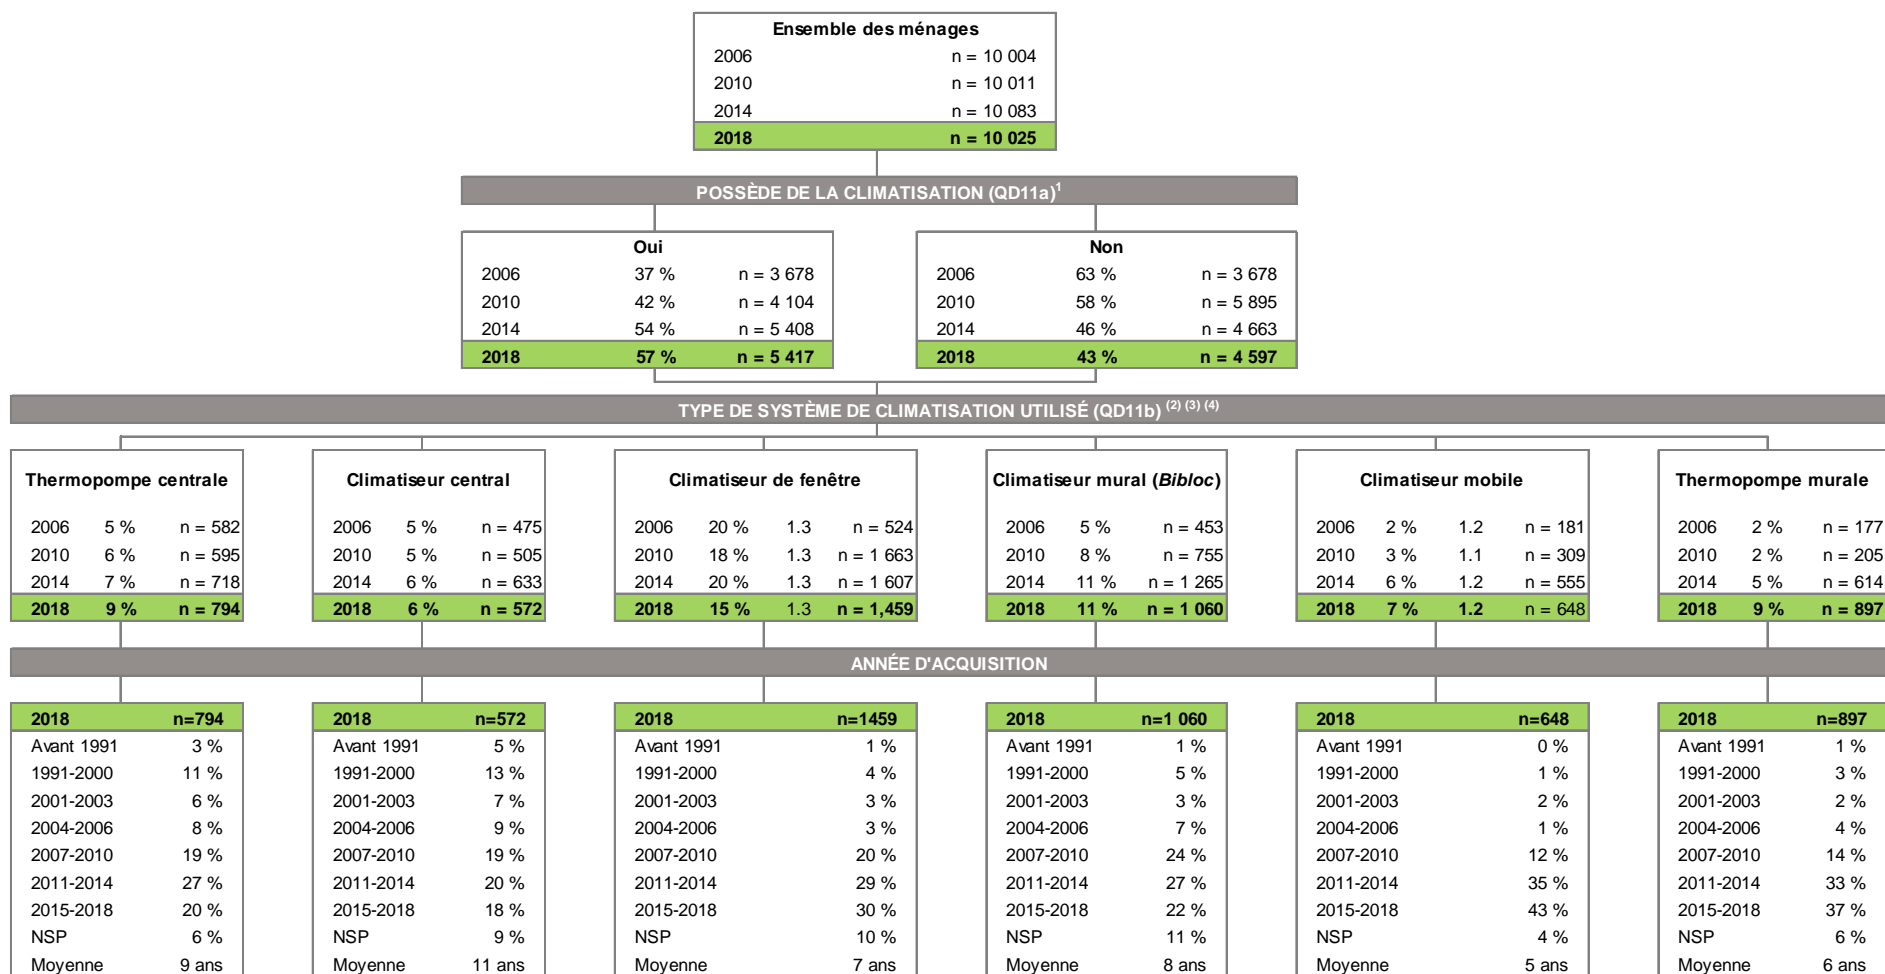 Ensemble des ménages
2006 n = 10 004
2010 n = 10 011
2014 n = 10 083
2018 n = 10 025
POSSÈDE DE LA CLIMATISATION (QD11a)1
Oui
2006 37 % n = 3 678
2010 42 % n = 4 104
2014 54 % n = 5 408
2018 57 % n = 5 417
Non
2006 63 % n = 3 678
2010 58 % n = 5 895
2014 46 % n = 4 663
2018 43 % n = 4 597
TYPE DE SYSTÈME DE CLIMATISATION UTILISÉ (QD11b) (2) (3) (4)
Thermopompe centrale
2006 5 % n = 582
2010 6 % n = 595
2014 7 % n = 718
2018 9 % n = 794
Climatiseur central
2006 5 % n = 475
2010 5 % n = 505
2014 6 % n = 633
2018 6 % n = 572
Climatiseur de fenêtre
2006 20 % 1.3 n = 524
2010 18 % 1.3 n = 1 663
2014 20 % 1.3 n = 1 607
2018 15 % 1.3 n = 1,459
Climatiseur mural (Bibloc)
2006 5 % n = 453
2010 8 % n = 755
2014 11 % n = 1 265
2018 11 % n = 1 060
Climatiseur mobile
2006 2 % 1.2 n = 181
2010 3 % 1.1 n = 309
2014 6 % 1.2 n = 555
2018 7 % 1.2 n = 648
Thermopompe murale
2006 2 % n = 177
2010 2 % n = 205
2014 5 % n = 614
2018 9 % n = 897
ANNÉE D'ACQUISITION
2018 n=794
Avant 1991 3 %
1991-2000 11 %
2001-2003 6 %
2004-2006 8 %
2007-2010 19 %
2011-2014 27 %
2015-2018 20 %
NSP 6 %
Moyenne 9 ans
2018 n=572
Avant 1991 5 %
1991-2000 13 %
2001-2003 7 %
2004-2006 9 %
2007-2010 19 %
2011-2014 20 %
2015-2018 18 %
NSP 9 %
Moyenne 11 ans
2018 n=1459
Avant 1991 1 %
1991-2000 4 %
2001-2003 3 %
2004-2006 3 %
2007-2010 20 %
2011-2014 29 %
2015-2018 30 %
NSP 10 %
Moyenne 7 ans
2018 n=1 060
Avant 1991 1 %
1991-2000 5 %
2001-2003 3 %
2004-2006 7 %
2007-2010 24 %
2011-2014 27 %
2015-2018 22 %
NSP 11 %
Moyenne 8 ans
2018 n=648
Avant 1991 0 %
1991-2000 1 %
2001-2003 2 %
2004-2006 1 %
2007-2010 12 %
2011-2014 35 %
2015-2018 43 %
NSP 4 %
Moyenne 5 ans
2018 n=897
Avant 1991 1 %
1991-2000 3 %
2001-2003 2 %
2004-2006 4 %
2007-2010 14 %
2011-2014 33 %
2015-2018 37 %
NSP 6 %
Moyenne 6 ans